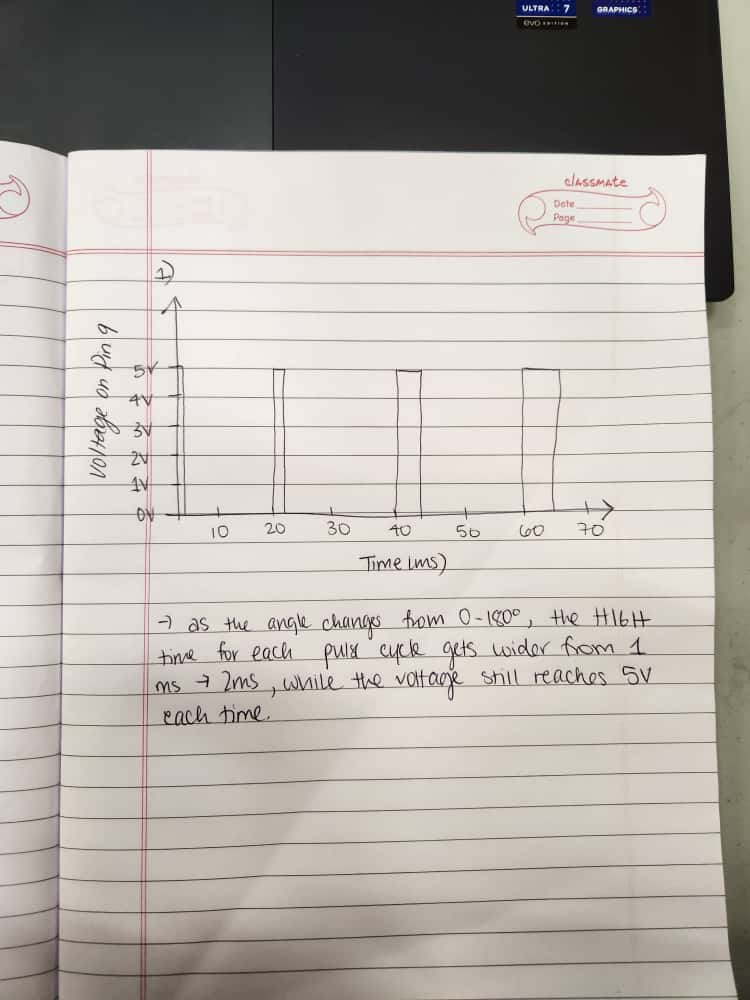 ULTRA 7
evo EDITION
GRAPHICS
classmate
Date
Page
1)
Voltage on Pin 9
5V
4V
3V
2V
1V
0V
10 20 30 40 50 60 70
Time (ms)
→ as the angle changes from 0-180°, the HIGH
time for each pulse cycle gets wider from 1
ms → 2ms, while the voltage still reaches 5V
each time.